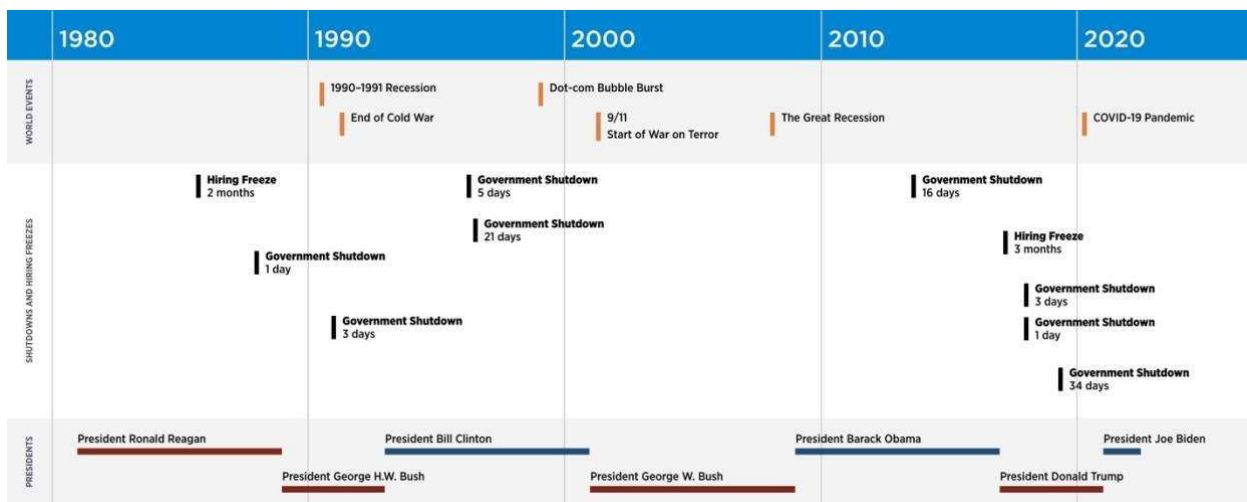 1980 1990 2000 2010 2020
WORLD EVENTS
1990–1991 Recession
Dot-com Bubble Burst
End of Cold War
9/11
Start of War on Terror
The Great Recession
COVID-19 Pandemic
SHUTDOWNS AND HIRING FREEZES
Hiring Freeze
2 months
Government Shutdown
5 days
Government Shutdown
16 days
Government Shutdown
21 days
Hiring Freeze
3 months
Government Shutdown
1 day
Government Shutdown
3 days
Government Shutdown
3 days
Government Shutdown
1 day
Government Shutdown
34 days
PRESIDENTS
President Ronald Reagan
President Bill Clinton
President Barack Obama
President Joe Biden
President George H.W. Bush
President George W. Bush
President Donald Trump